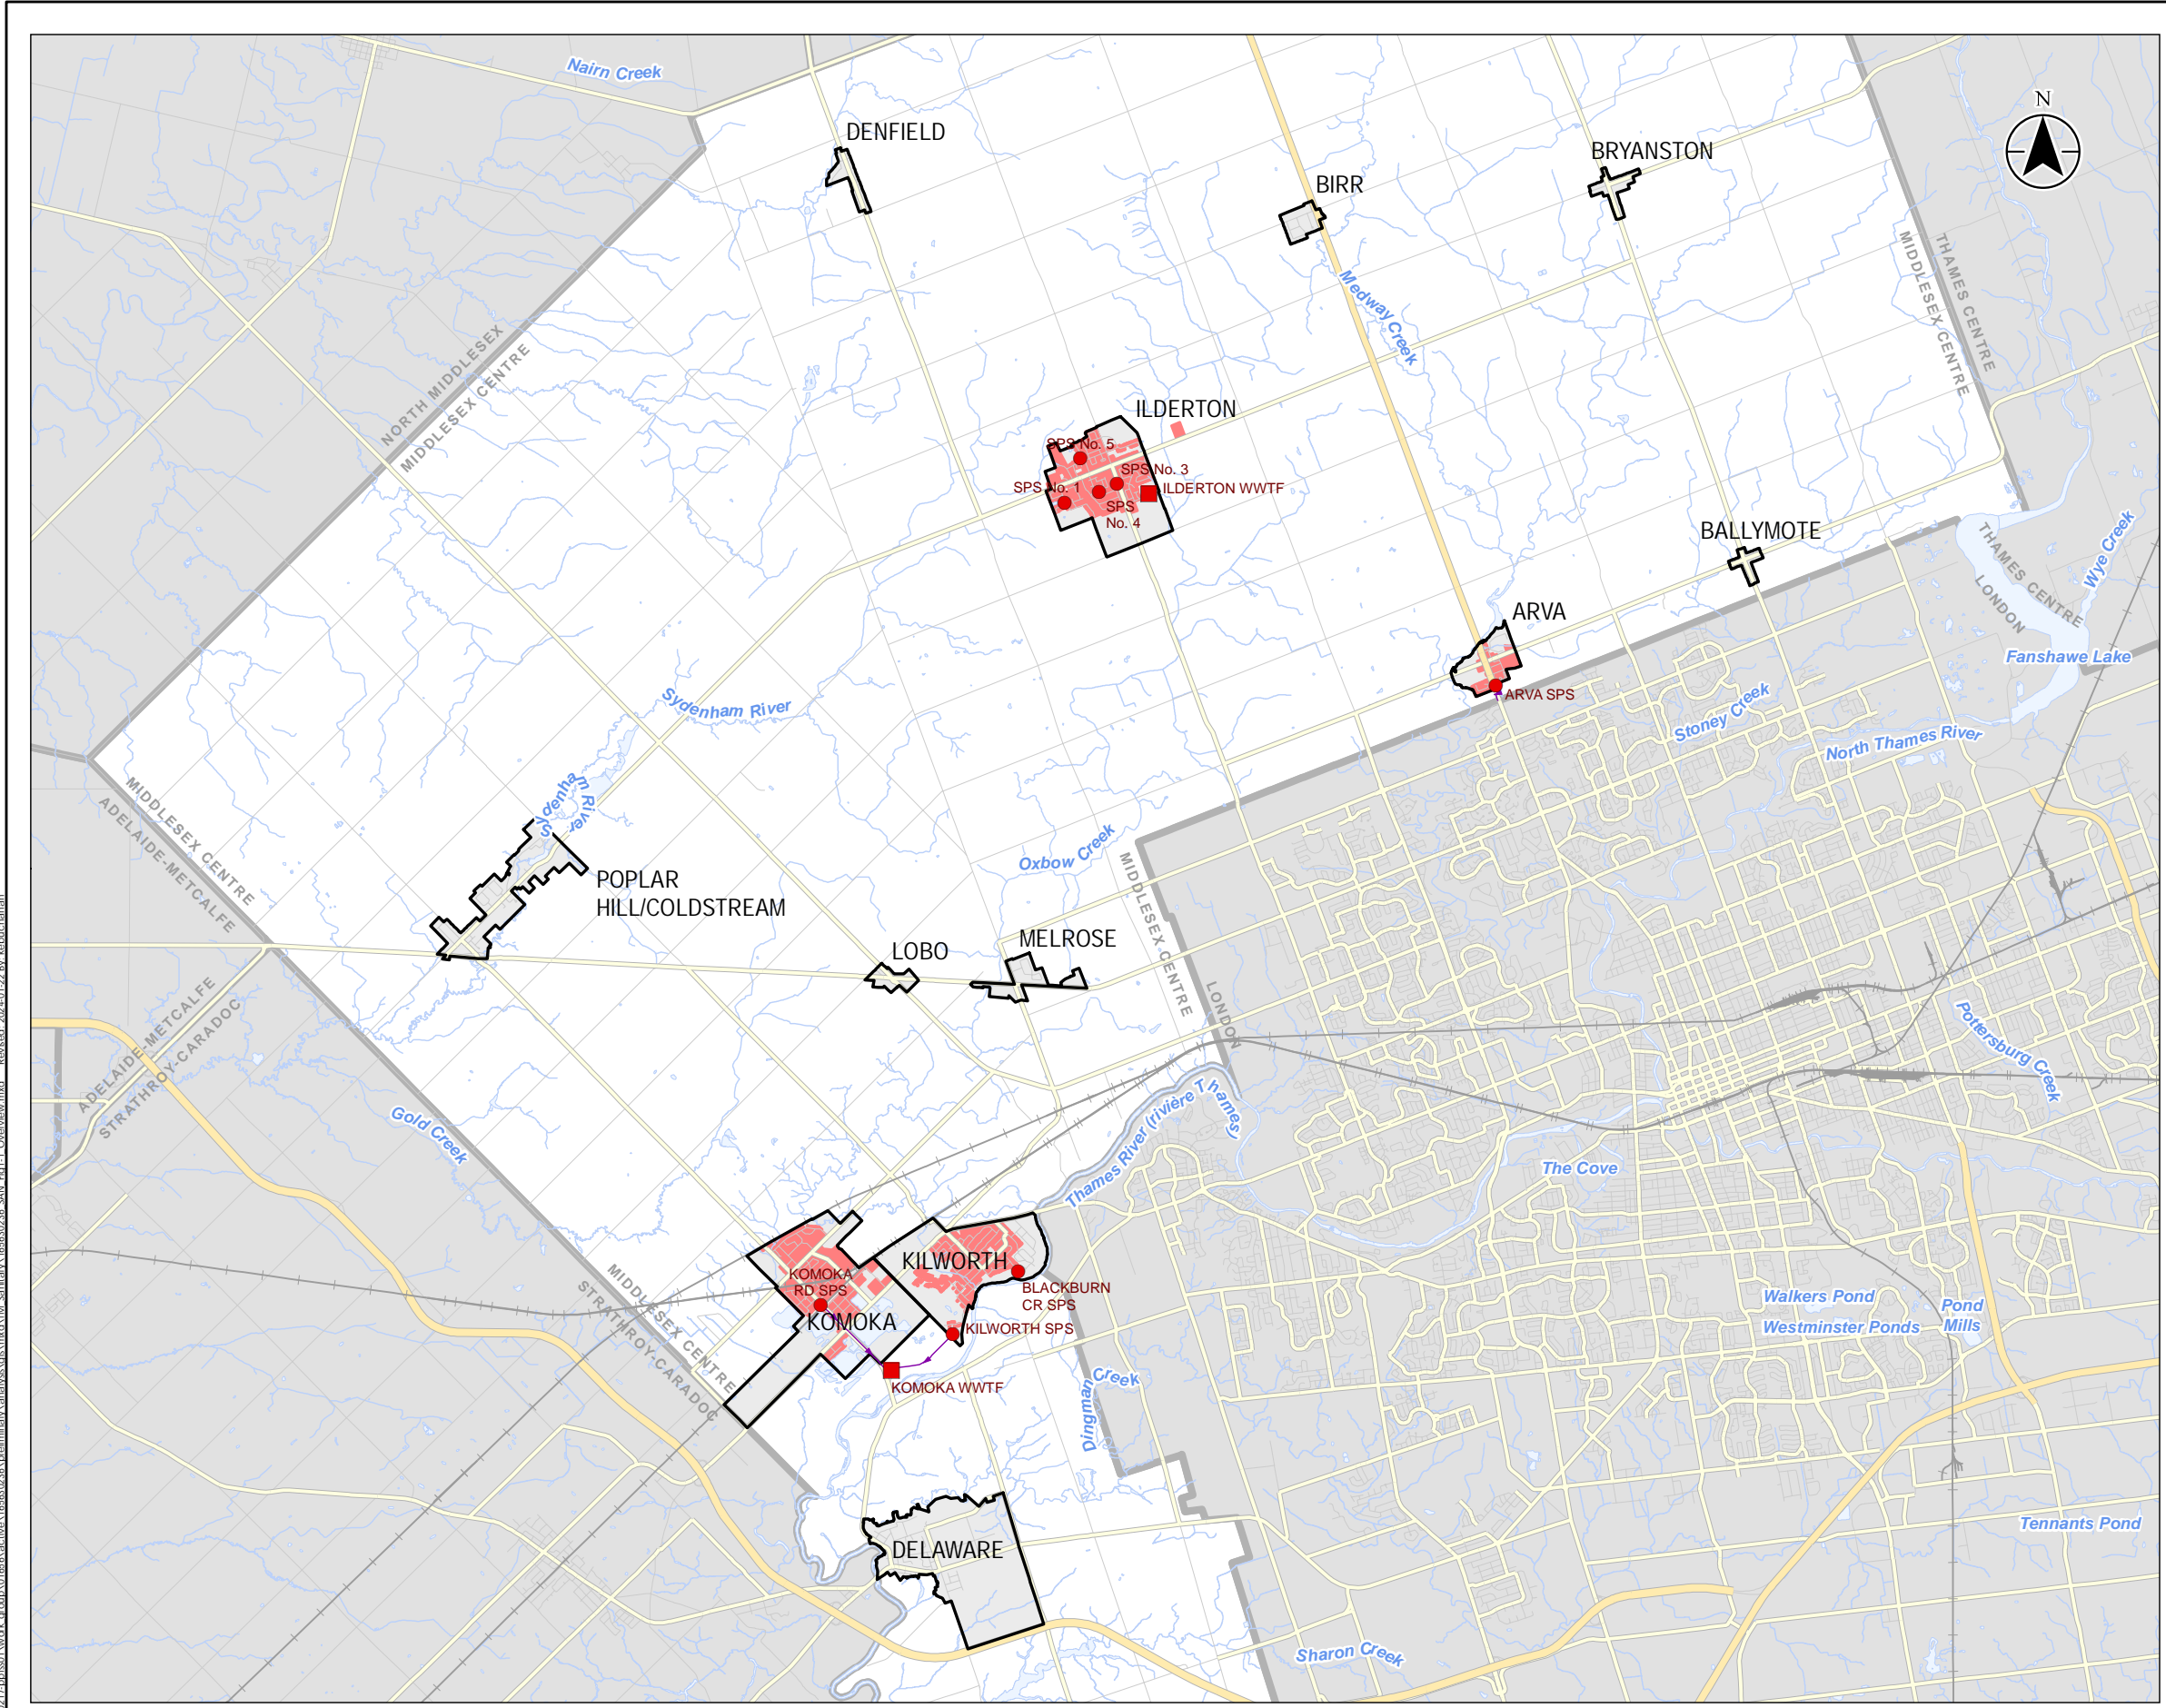 Nairn Creek
N
DENFIELD
BRYANSTON
BIRR
THAMES CENTRE
MIDDLESEX CENTRE
Medway Creek
NORTH MIDDLESEX
MIDDLESEX CENTRE
ILDERTON
SPS No. 5
SPS No. 3
SPS No. 1
ILDERTON WWTF
SPS
No. 4
BALLYMOTE
Wye Creek
THAMES CENTRE
LONDON
ARVA
Fanshawe Lake
ARVA SPS
Sydenham River
Stoney Creek
North Thames River
MIDDLESEX CENTRE
ADELAIDE-METCALFE
Sydenham River
Oxbow Creek
MIDDLESEX CENTRE
LONDON
POPLAR
HILL/COLDSTREAM
LOBO
MELROSE
ADELAIDE-METCALFE
STRATHROY-CARADOC
Pottersburg Creek
Gold Creek
Thames River (rivière Thames)
The Cove
KILWORTH
KOMOKA
RD SPS
BLACKBURN
CR SPS
KOMOKA
KILWORTH SPS
MIDDLESEX CENTRE
STRATHROY-CARADOC
Walkers Pond
Pond
Mills
Westminster Ponds
KOMOKA WWTF
Dingman Creek
DELAWARE
Tennants Pond
Sharon Creek